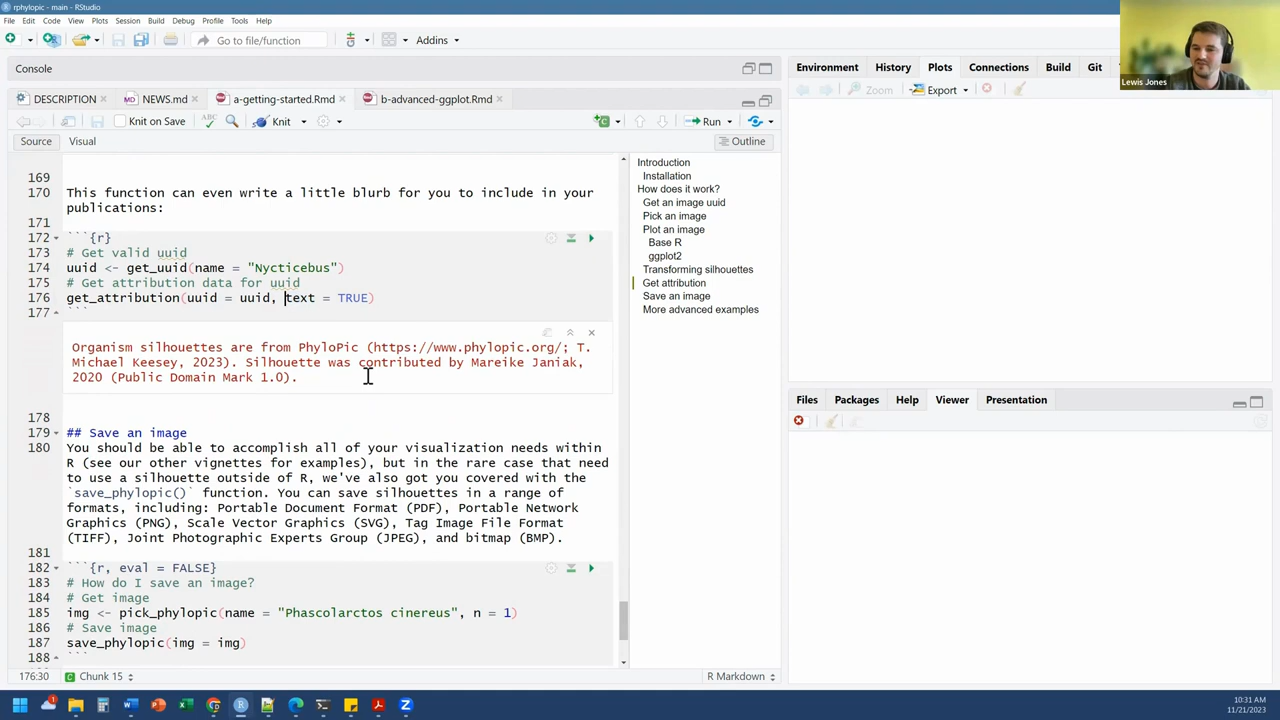 rphylopic - main - RStudio
File Edit Code View Plots Session Build Debug Profile Tools Help
Go to file/function Addins
Lewis Jones
Console
Environment History Plots Connections Build Git
Zoom Export
DESCRIPTION NEWS.md a-getting-started.Rmd b-advanced-ggplot.Rmd
Knit on Save ABC Knit Run
Source Visual Outline
169
170 This function can even write a little blurb for you to include in your
publications:
171
172 ```{r}
173 # Get valid uuid
174 uuid <- get_uuid(name = "Nycticebus")
175 # Get attribution data for uuid
176 get_attribution(uuid = uuid, text = TRUE)
177 ```
Organism silhouettes are from PhyloPic (https://www.phylopic.org/; T.
Michael Keesey, 2023). Silhouette was contributed by Mareike Janiak,
2020 (Public Domain Mark 1.0).
178
179 ## Save an image
180 You should be able to accomplish all of your visualization needs within
R (see our other vignettes for examples), but in the rare case that need
to use a silhouette outside of R, we've also got you covered with the
`save_phylopic()` function. You can save silhouettes in a range of
formats, including: Portable Document Format (PDF), Portable Network
Graphics (PNG), Scale Vector Graphics (SVG), Tag Image File Format
(TIFF), Joint Photographic Experts Group (JPEG), and bitmap (BMP).
181
182 ```{r, eval = FALSE}
183 # How do I save an image?
184 # Get image
185 img <- pick_phylopic(name = "Phascolarctos cinereus", n = 1)
186 # Save image
187 save_phylopic(img = img)
188 ```
Introduction
Installation
How does it work?
Get an image uuid
Pick an image
Plot an image
Base R
ggplot2
Transforming silhouettes
Get attribution
Save an image
More advanced examples
Files Packages Help Viewer Presentation
176:30 Chunk 15 R Markdown
10:31 AM
11/21/2023